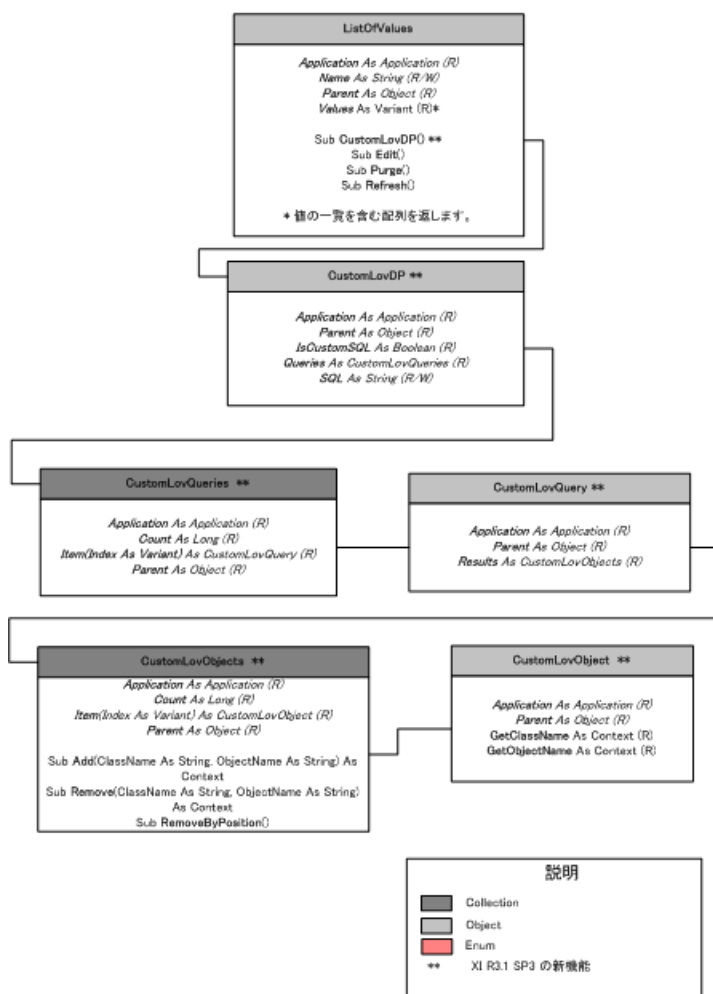 ListOfValues
Application As Application (R)
Name As String (R/W)
Parent As Object (R)
Values As Variant (R)*
Sub CustomLovDP() **
Sub Edit()
Sub Purge()
Sub Refresh()
* 値の一覧を含む配列を返します。
CustomLovDP **
Application As Application (R)
Parent As Object (R)
IsCustomSQL As Boolean (R)
Queries As CustomLovQueries (R)
SQL As String (R/W)
CustomLovQueries **
Application As Application (R)
Count As Long (R)
Item(Index As Variant) As CustomLovQuery (R)
Parent As Object (R)
CustomLovQuery **
Application As Application (R)
Parent As Object (R)
Results As CustomLovObjects (R)
CustomLovObjects **
Application As Application (R)
Count As Long (R)
Item(Index As Variant) As CustomLovObject (R)
Parent As Object (R)
Sub Add(ClassName As String, ObjectName As String) As
Context
Sub Remove(ClassName As String, ObjectName As String)
As Context
Sub RemoveByPosition()
CustomLovObject **
Application As Application (R)
Parent As Object (R)
GetClassName As Context (R)
GetObjectName As Context (R)
説明
Collection
Object
Enum
** XI R3.1 SP3 の新機能